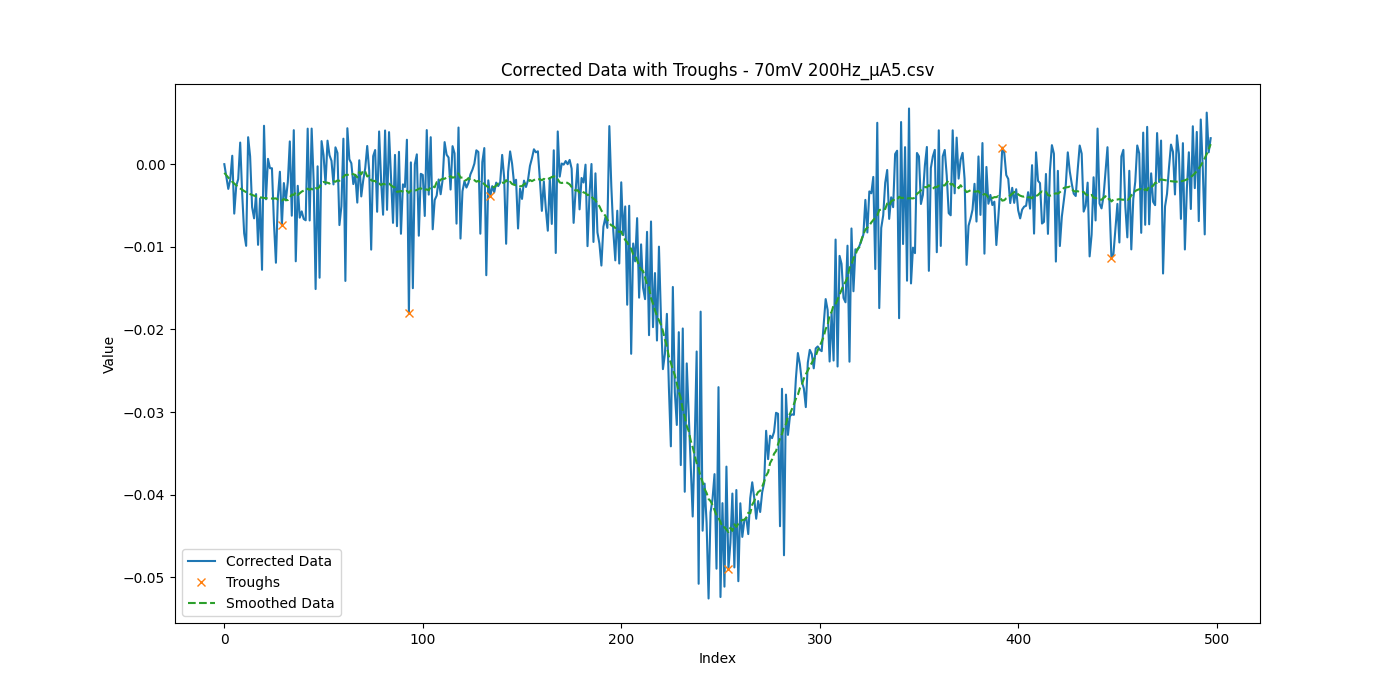 Corrected Data with Troughs - 70mV 200Hz_μA5.csv
0.00
−0.01
−0.02
−0.03
−0.04
−0.05
Value
Corrected Data
Troughs
Smoothed Data
0 100 200 300 400 500
Index